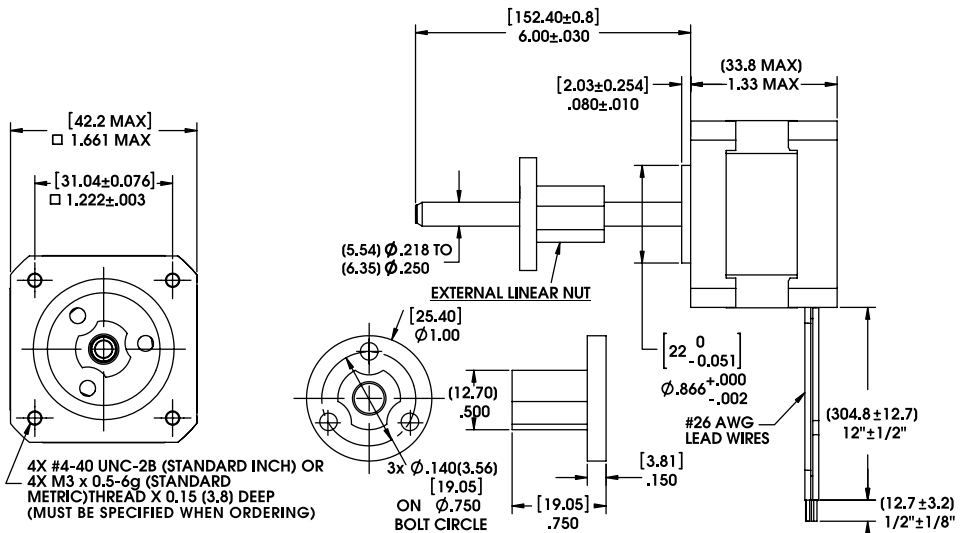 [152.40±0.8]
6.00±.030
(33.8 MAX)
1.33 MAX
[2.03±0.254]
.080±.010
[42.2 MAX]
□ 1.661 MAX
[31.04±0.076]
□ 1.222±.003
(5.54) Ø.218 TO
(6.35) Ø.250
EXTERNAL LINEAR NUT
[25.40]
Ø1.00
[22 0 -0.051]
Ø.866 +.000 -.002
(12.70)
.500
#26 AWG
LEAD WIRES
(304.8±12.7)
12"±1/2"
4X #4-40 UNC-2B (STANDARD INCH) OR
4X M3 x 0.5-6g (STANDARD
METRIC)THREAD X 0.15 (3.8) DEEP
(MUST BE SPECIFIED WHEN ORDERING)
3x Ø.140(3.56)
[19.05]
ON Ø.750
BOLT CIRCLE
[3.81]
.150
[19.05]
.750
(12.7±3.2)
1/2"±1/8"